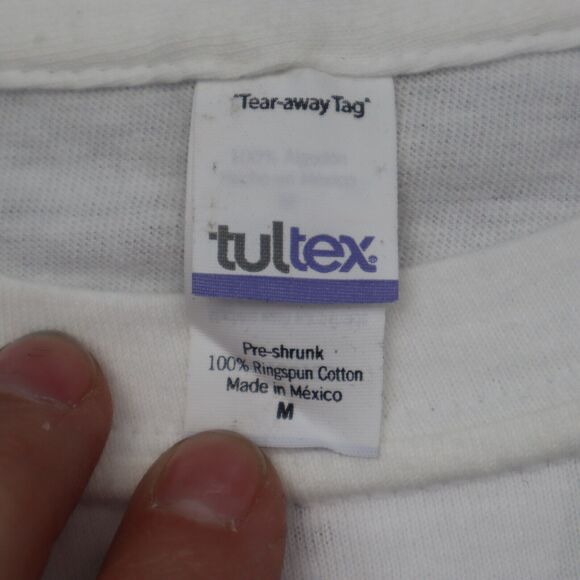 "Tear-away Tag"
tultex®
Pre-shrunk
100% Ringspun Cotton
Made in México
M